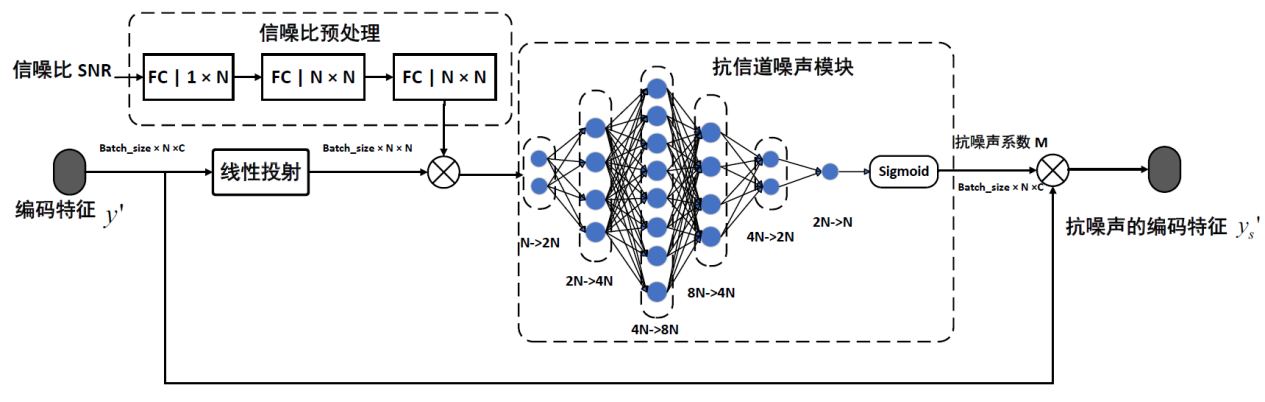 信噪比预处理
信噪比 SNR
FC | 1 × N
FC | N × N
FC | N × N
抗信道噪声模块
Batch_size × N ×C
线性投射
Batch_size × N × N
编码特征 y'
N->2N
2N->4N
4N->8N
8N->4N
4N->2N
2N->N
Sigmoid
抗噪声系数 M
Batch_size × N ×C
抗噪声的编码特征 yₛ'